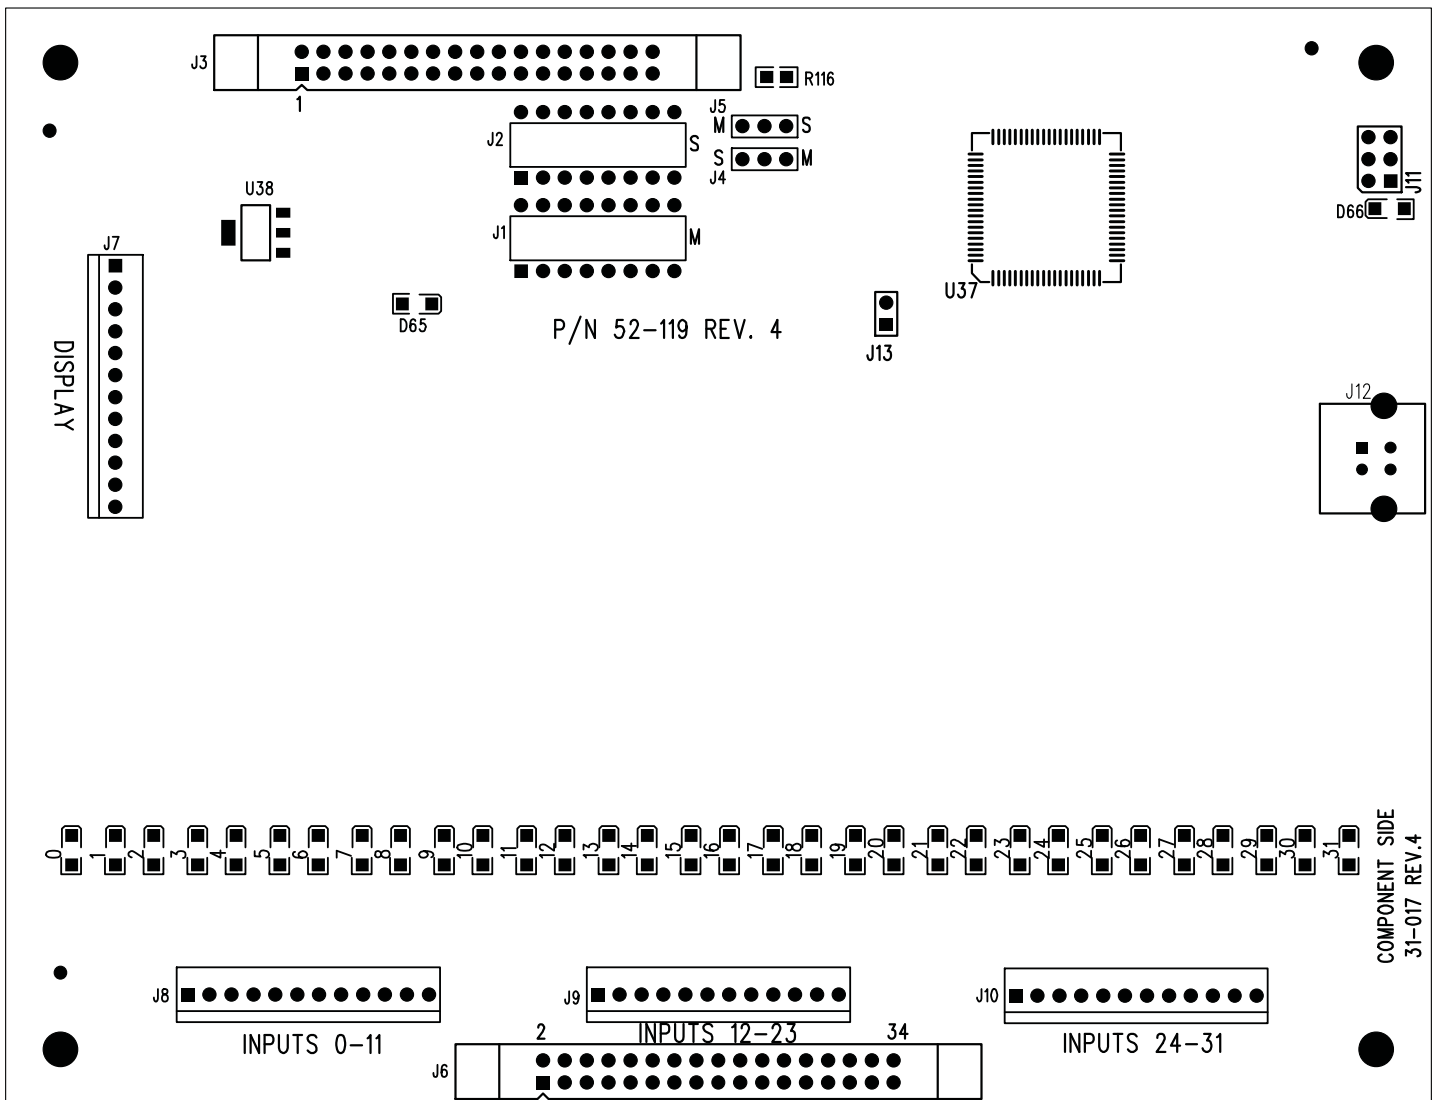 J3
1
R116
J5
M
S
J2
S
S
M
J4
U38
J1
M
J11
D66
J7
U37
D65
P/N 52-119 REV. 4
J13
DISPLAY
J12
0
1
2
3
4
5
6
7
8
9
10
11
12
13
14
15
16
17
18
19
20
21
22
23
24
25
26
27
28
29
30
31
COMPONENT SIDE
31-017 REV.4
J8
J9
J10
INPUTS 0-11
2
INPUTS 12-23
34
INPUTS 24-31
J6